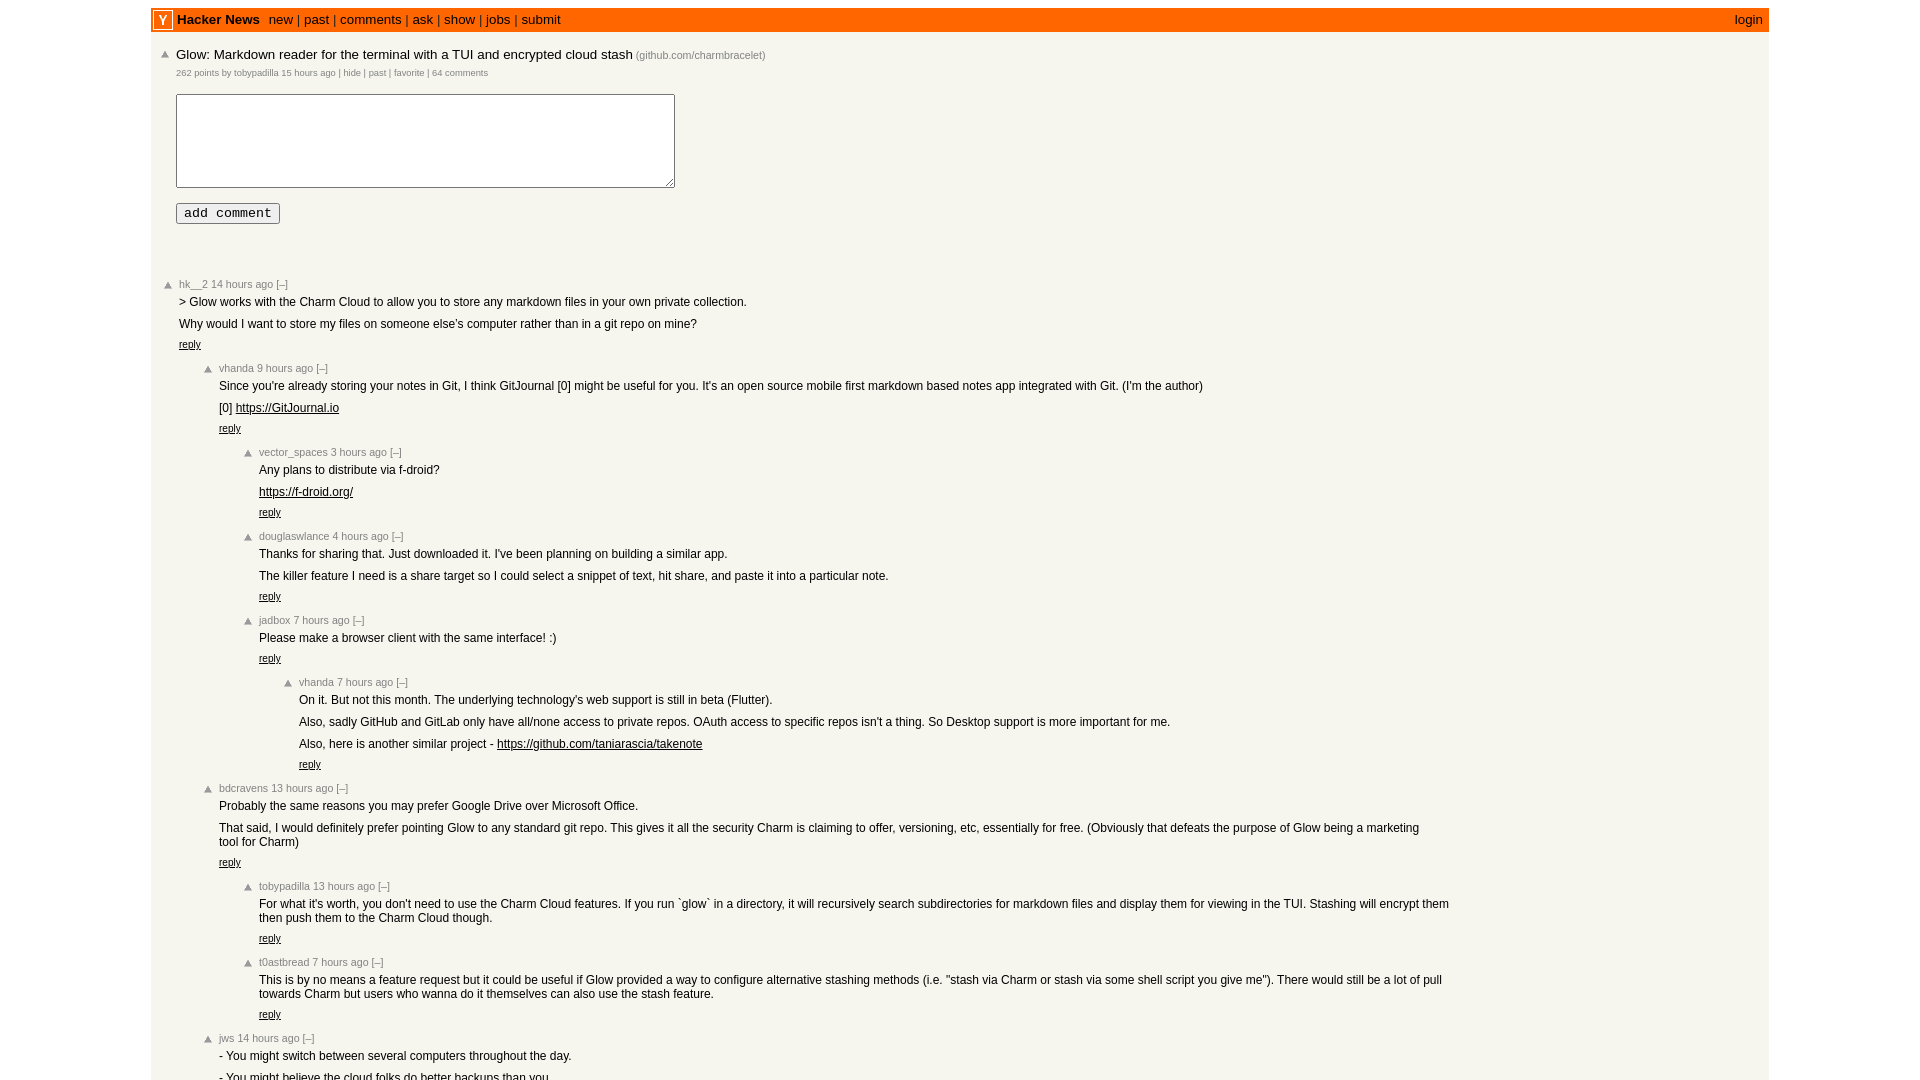 Y Hacker News new | past | comments | ask | show | jobs | submit login
Glow: Markdown reader for the terminal with a TUI and encrypted cloud stash (github.com/charmbracelet)
262 points by tobypadilla 15 hours ago | hide | past | favorite | 64 comments
add comment
hk__2 14 hours ago [–]
> Glow works with the Charm Cloud to allow you to store any markdown files in your own private collection.
Why would I want to store my files on someone else’s computer rather than in a git repo on mine?
reply
vhanda 9 hours ago [–]
Since you're already storing your notes in Git, I think GitJournal [0] might be useful for you. It's an open source mobile first markdown based notes app integrated with Git. (I'm the author)
[0] https://GitJournal.io
reply
vector_spaces 3 hours ago [–]
Any plans to distribute via f-droid?
https://f-droid.org/
reply
douglaswlance 4 hours ago [–]
Thanks for sharing that. Just downloaded it. I've been planning on building a similar app.
The killer feature I need is a share target so I could select a snippet of text, hit share, and paste it into a particular note.
reply
jadbox 7 hours ago [–]
Please make a browser client with the same interface! :)
reply
vhanda 7 hours ago [–]
On it. But not this month. The underlying technology's web support is still in beta (Flutter).
Also, sadly GitHub and GitLab only have all/none access to private repos. OAuth access to specific repos isn't a thing. So Desktop support is more important for me.
Also, here is another similar project - https://github.com/taniarascia/takenote
reply
bdcravens 13 hours ago [–]
Probably the same reasons you may prefer Google Drive over Microsoft Office.
That said, I would definitely prefer pointing Glow to any standard git repo. This gives it all the security Charm is claiming to offer, versioning, etc, essentially for free. (Obviously that defeats the purpose of Glow being a marketing
tool for Charm)
reply
tobypadilla 13 hours ago [–]
For what it's worth, you don't need to use the Charm Cloud features. If you run `glow` in a directory, it will recursively search subdirectories for markdown files and display them for viewing in the TUI. Stashing will encrypt them
then push them to the Charm Cloud though.
reply
t0astbread 7 hours ago [–]
This is by no means a feature request but it could be useful if Glow provided a way to configure alternative stashing methods (i.e. "stash via Charm or stash via some shell script you give me"). There would still be a lot of pull
towards Charm but users who wanna do it themselves can also use the stash feature.
reply
jws 14 hours ago [–]
- You might switch between several computers throughout the day.
- You might believe the cloud folks do better backups than you.